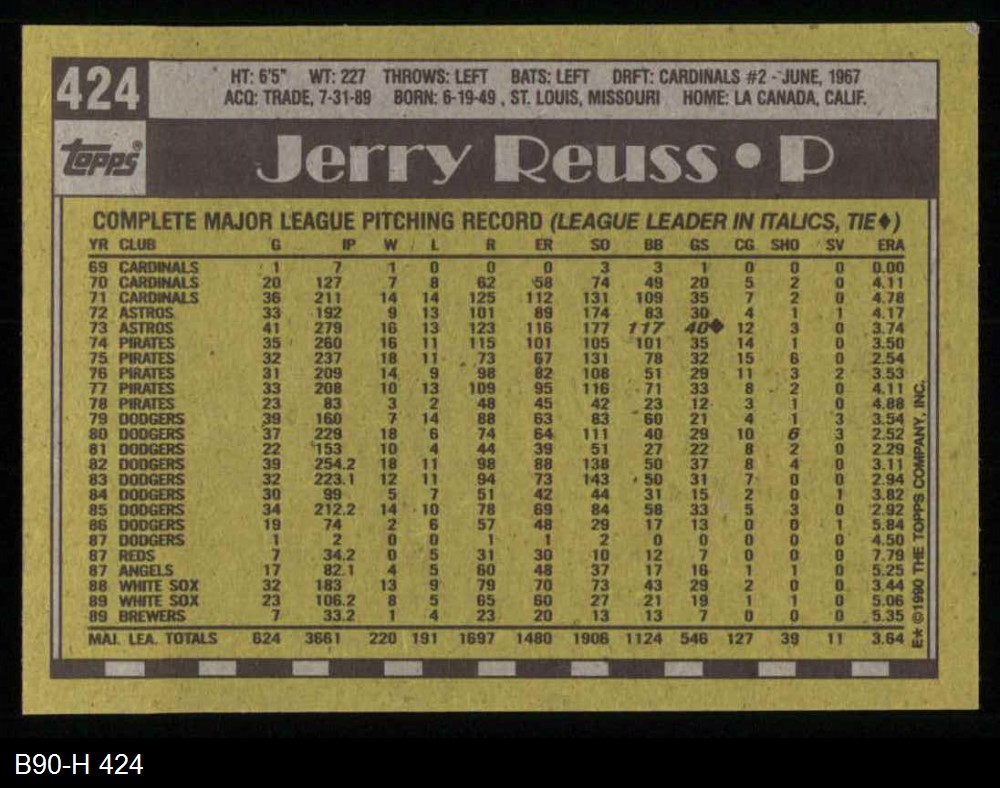 424
HT: 6'5" WT: 227 THROWS: LEFT BATS: LEFT DRFT: CARDINALS #2 - JUNE, 1967
ACQ: TRADE, 7-31-89 BORN: 6-19-49 , ST. LOUIS, MISSOURI HOME: LA CANADA, CALIF.
topps®
Jerry Reuss • P
COMPLETE MAJOR LEAGUE PITCHING RECORD (LEAGUE LEADER IN ITALICS, TIE♦)
YR CLUB G IP W L R ER SO BB GS CG SHO SV ERA
69 CARDINALS 1 7 1 0 0 0 3 3 1 0 0 0 0.00
70 CARDINALS 20 127 7 8 62 58 74 49 20 5 2 0 4.11
71 CARDINALS 36 211 14 14 125 112 131 109 35 7 2 0 4.78
72 ASTROS 33 192 9 13 101 89 174 83 30 4 1 1 4.17
73 ASTROS 41 279 16 13 123 116 177 117 40♦ 12 3 0 3.74
74 PIRATES 35 260 16 11 115 101 105 101 35 14 1 0 3.50
75 PIRATES 32 237 18 11 73 67 131 78 32 15 6 0 2.54
76 PIRATES 31 209 14 9 98 82 108 51 29 11 3 2 3.53
77 PIRATES 33 208 10 13 109 95 116 71 33 8 2 0 4.11
78 PIRATES 23 83 3 2 48 45 42 23 12 3 1 0 4.88
79 DODGERS 39 160 7 14 88 63 83 60 21 4 1 3 3.54
80 DODGERS 37 229 18 6 74 64 111 40 29 10 6 3 2.52
81 DODGERS 22 153 10 4 44 39 51 27 22 8 2 0 2.29
82 DODGERS 39 254.2 18 11 98 88 138 50 37 8 4 0 3.11
83 DODGERS 32 223.1 12 11 94 73 143 50 31 7 0 0 2.94
84 DODGERS 30 99 5 7 51 42 44 31 15 2 0 1 3.82
85 DODGERS 34 212.2 14 10 78 69 84 58 33 5 3 0 2.92
86 DODGERS 19 74 2 6 57 48 29 17 13 0 0 1 5.84
87 DODGERS 1 2 0 0 1 1 2 0 0 0 0 0 4.50
87 REDS 7 34.2 0 5 31 30 10 12 7 0 0 0 7.79
87 ANGELS 17 82.1 4 5 60 48 37 17 16 1 1 0 5.25
88 WHITE SOX 32 183 13 9 79 70 73 43 29 2 0 0 3.44
89 WHITE SOX 23 106.2 8 5 65 60 27 21 19 1 1 0 5.06
89 BREWERS 7 33.2 1 4 23 20 13 13 7 0 0 0 5.35
MAJ. LEA. TOTALS 624 3661 220 191 1697 1480 1906 1124 546 127 39 11 3.64
E* ©1990 THE TOPPS COMPANY, INC.
B90-H 424